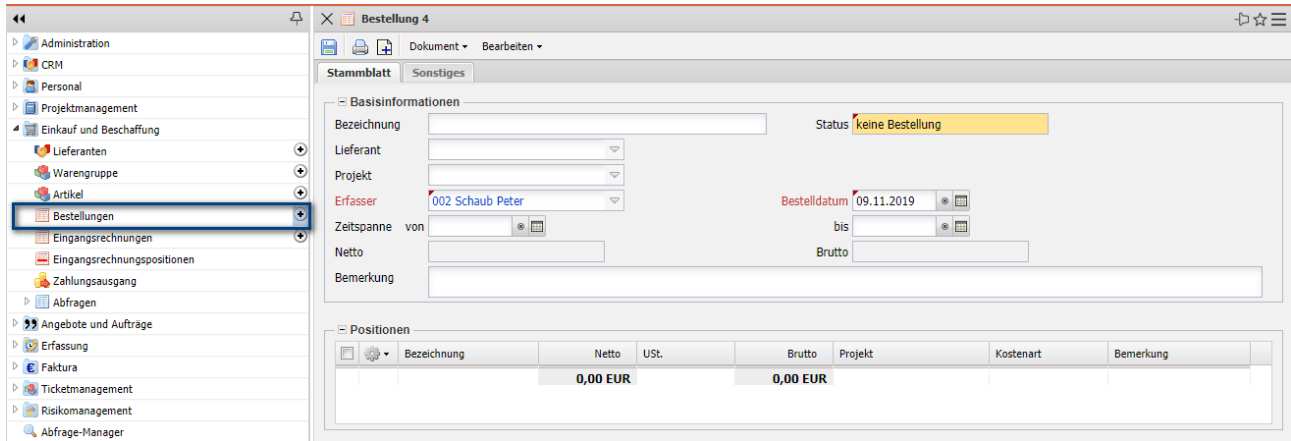 Administration
CRM
Personal
Projektmanagement
Einkauf und Beschaffung
Lieferanten
Warengruppe
Artikel
Bestellungen
Eingangsrechnungen
Eingangsrechnungspositionen
Zahlungsausgang
Abfragen
Angebote und Aufträge
Erfassung
Faktura
Ticketmanagement
Risikomanagement
Abfrage-Manager
Bestellung 4
Dokument Bearbeiten
Stammblatt Sonstiges
Basisinformationen
Bezeichnung Status keine Bestellung
Lieferant
Projekt
Erfasser 002 Schaub Peter Bestelldatum 09.11.2019
Zeitspanne von bis
Netto Brutto
Bemerkung
Positionen
Bezeichnung Netto USt. Brutto Projekt Kostenart Bemerkung
0,00 EUR 0,00 EUR